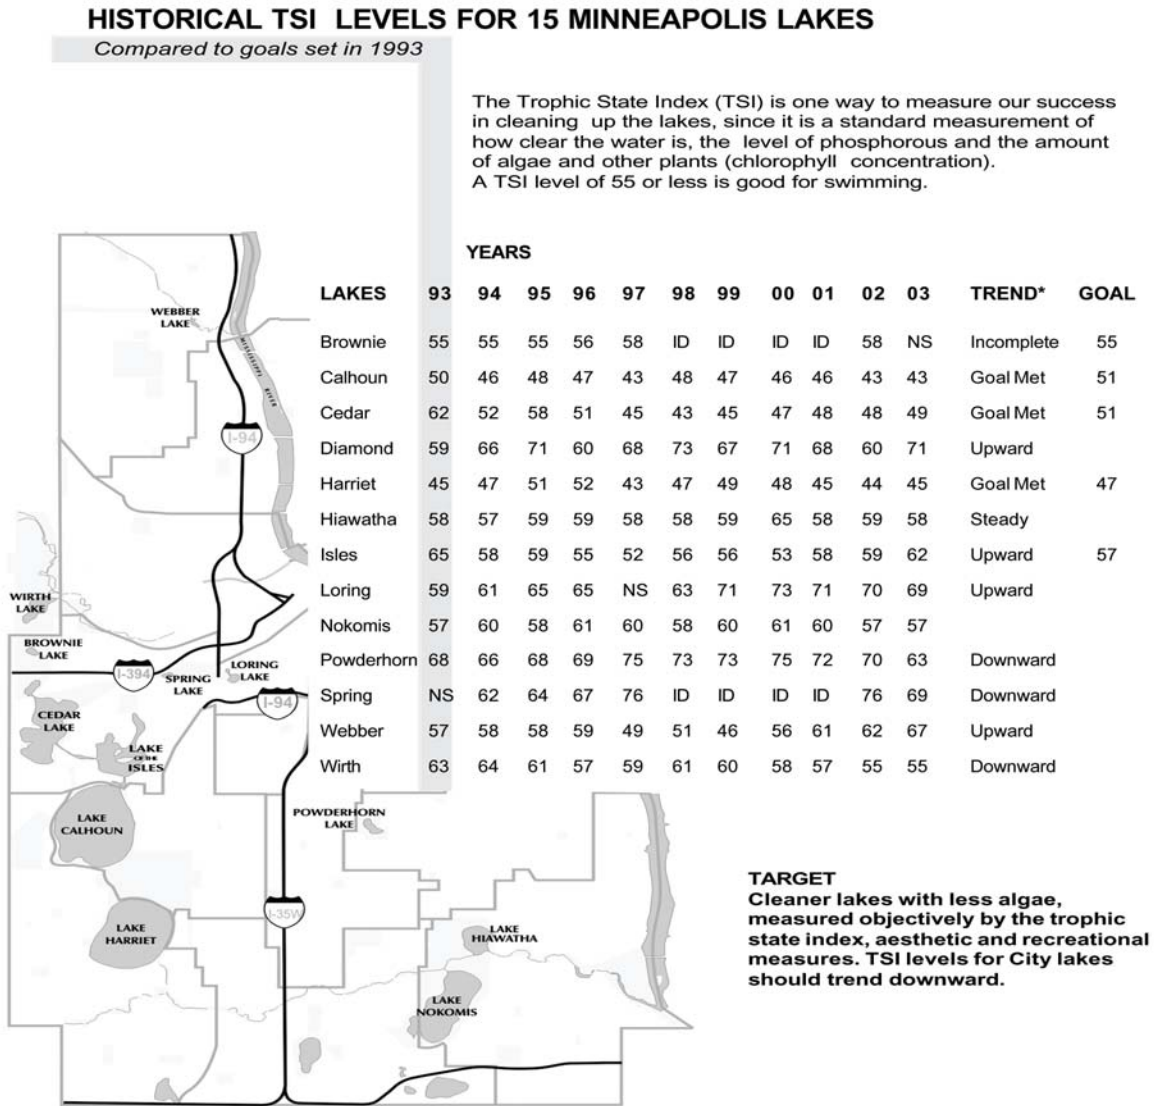 HISTORICAL TSI LEVELS FOR 15 MINNEAPOLIS LAKES
Compared to goals set in 1993
The Trophic State Index (TSI) is one way to measure our success
in cleaning up the lakes, since it is a standard measurement of
how clear the water is, the level of phosphorous and the amount
of algae and other plants (chlorophyll concentration).
A TSI level of 55 or less is good for swimming.
YEARS
LAKES 93 94 95 96 97 98 99 00 01 02 03 TREND* GOAL
Brownie 55 55 55 56 58 ID ID ID ID 58 NS Incomplete 55
Calhoun 50 46 48 47 43 48 47 46 46 43 43 Goal Met 51
Cedar 62 52 58 51 45 43 45 47 48 48 49 Goal Met 51
Diamond 59 66 71 60 68 73 67 71 68 60 71 Upward
Harriet 45 47 51 52 43 47 49 48 45 44 45 Goal Met 47
Hiawatha 58 57 59 59 58 58 59 65 58 59 58 Steady
Isles 65 58 59 55 52 56 56 53 58 59 62 Upward 57
Loring 59 61 65 65 NS 63 71 73 71 70 69 Upward
Nokomis 57 60 58 61 60 58 60 61 60 57 57
Powderhorn 68 66 68 69 75 73 73 75 72 70 63 Downward
Spring NS 62 64 67 76 ID ID ID ID 76 69 Downward
Webber 57 58 58 59 49 51 46 56 61 62 67 Upward
Wirth 63 64 61 57 59 61 60 58 57 55 55 Downward
WEBBER
LAKE
MISSISSIPPI
RIVER
I-94
WIRTH
LAKE
BROWNIE
LAKE
I-394
SPRING
LAKE
LORING
LAKE
I-94
CEDAR
LAKE
LAKE
OF THE
ISLES
LAKE
CALHOUN
POWDERHORN
LAKE
I-35W
LAKE
HARRIET
LAKE
HIAWATHA
LAKE
NOKOMIS
TARGET
Cleaner lakes with less algae,
measured objectively by the trophic
state index, aesthetic and recreational
measures. TSI levels for City lakes
should trend downward.